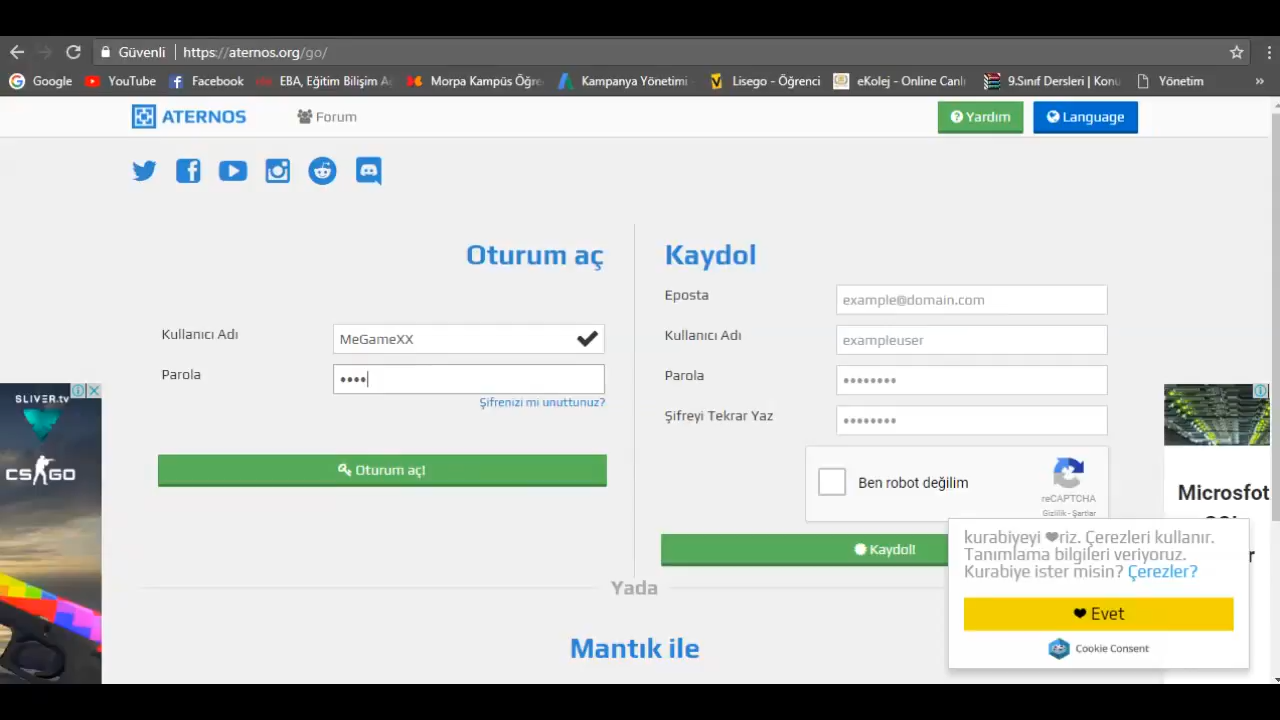 Güvenli
https://aternos.org/go/
Google
YouTube
Facebook
EBA, Eğitim Bilişim A
Morpa Kampüs Öğre
Kampanya Yönetimi
Lisego - Öğrenci
eKolej - Online Canlı
9.Sınıf Dersleri | Konu
Yönetim
»
ATERNOS
Forum
Yardım
Language
Oturum aç
Kullanıcı Adı
MeGameXX
Parola
••••
Şifrenizi mi unuttunuz?
Oturum aç!
Kaydol
Eposta
example@domain.com
Kullanıcı Adı
exampleuser
Parola
••••••••
Şifreyi Tekrar Yaz
••••••••
Ben robot değilim
reCAPTCHA
Gizlilik - Şartlar
Kaydol!
Yada
Mantık ile
SLIVER.tv
CS GO
Microsfot
kurabiyeyi ❤riz. Çerezleri kullanır.
Tanımlama bilgileri veriyoruz.
Kurabiye ister misin? Çerezler?
❤ Evet
Cookie Consent